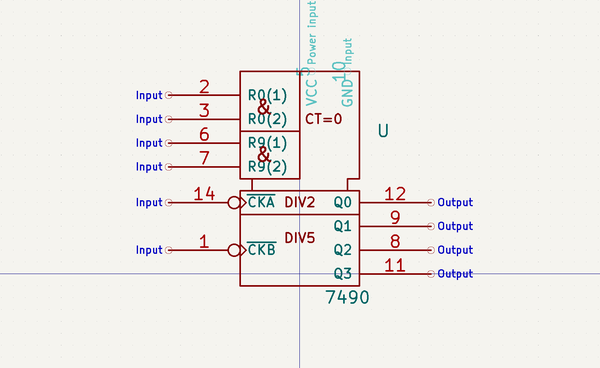 Power Input
Input
VCC 5
GND 10
Input 2 R0(1)
&
Input 3 R0(2)
CT=0
U
Input 6 R9(1)
&
Input 7 R9(2)
Input 14 CKA DIV2 Q0 12 Output
Q1 9 Output
DIV5
Input 1 CKB Q2 8 Output
Q3 11 Output
7490